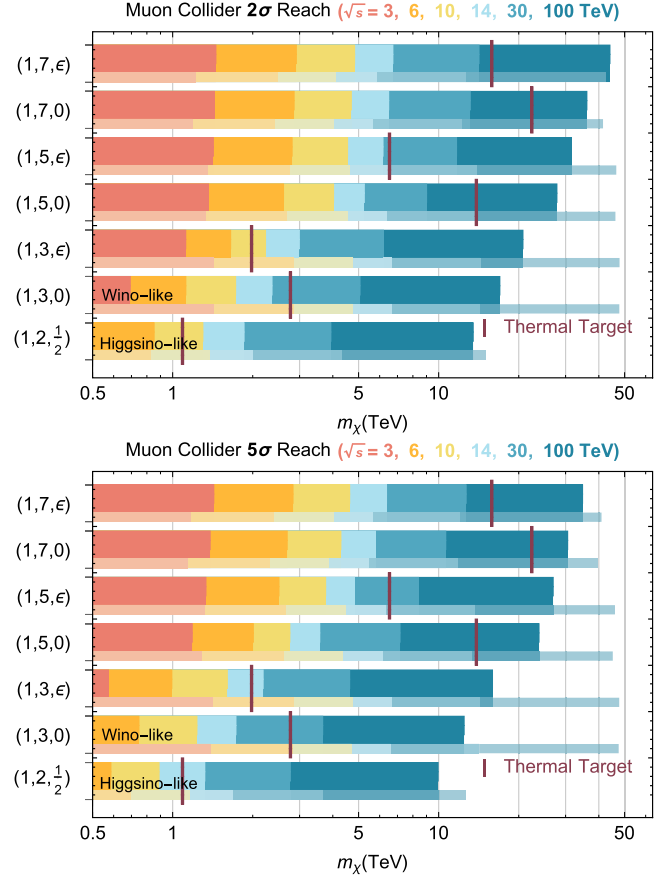 Muon Collider 2σ Reach (√s = 3, 6, 10, 14, 30, 100 TeV)
(1,7,ϵ)
(1,7,0)
(1,5,ϵ)
(1,5,0)
(1,3,ϵ)
(1,3,0) Wino-like
(1,2,1/2) Higgsino-like
Thermal Target
0.5 1 5 10 50
mχ(TeV)
Muon Collider 5σ Reach (√s = 3, 6, 10, 14, 30, 100 TeV)
(1,7,ϵ)
(1,7,0)
(1,5,ϵ)
(1,5,0)
(1,3,ϵ)
(1,3,0) Wino-like
(1,2,1/2) Higgsino-like
Thermal Target
0.5 1 5 10 50
mχ(TeV)